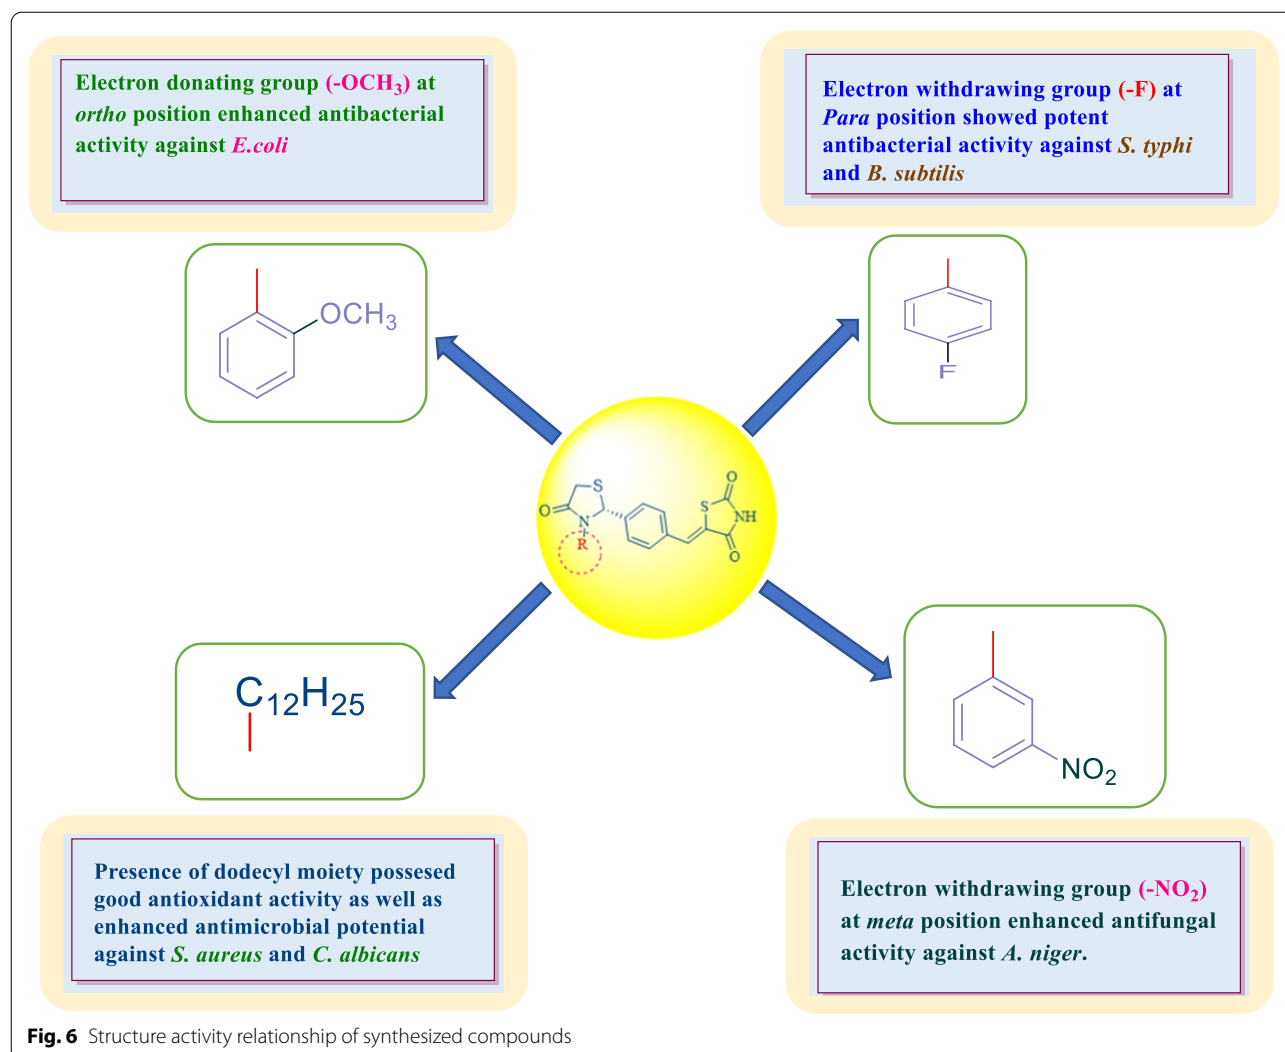 Electron donating group (-OCH3) at
ortho position enhanced antibacterial
activity against E.coli
Electron withdrawing group (-F) at
Para position showed potent
antibacterial activity against S. typhi
and B. subtilis
OCH3
F
S
O
N
R
S
O
NH
O
C12H25
NO2
Presence of dodecyl moiety possesed
good antioxidant activity as well as
enhanced antimicrobial potential
against S. aureus and C. albicans
Electron withdrawing group (-NO2)
at meta position enhanced antifungal
activity against A. niger.
Fig. 6 Structure activity relationship of synthesized compounds